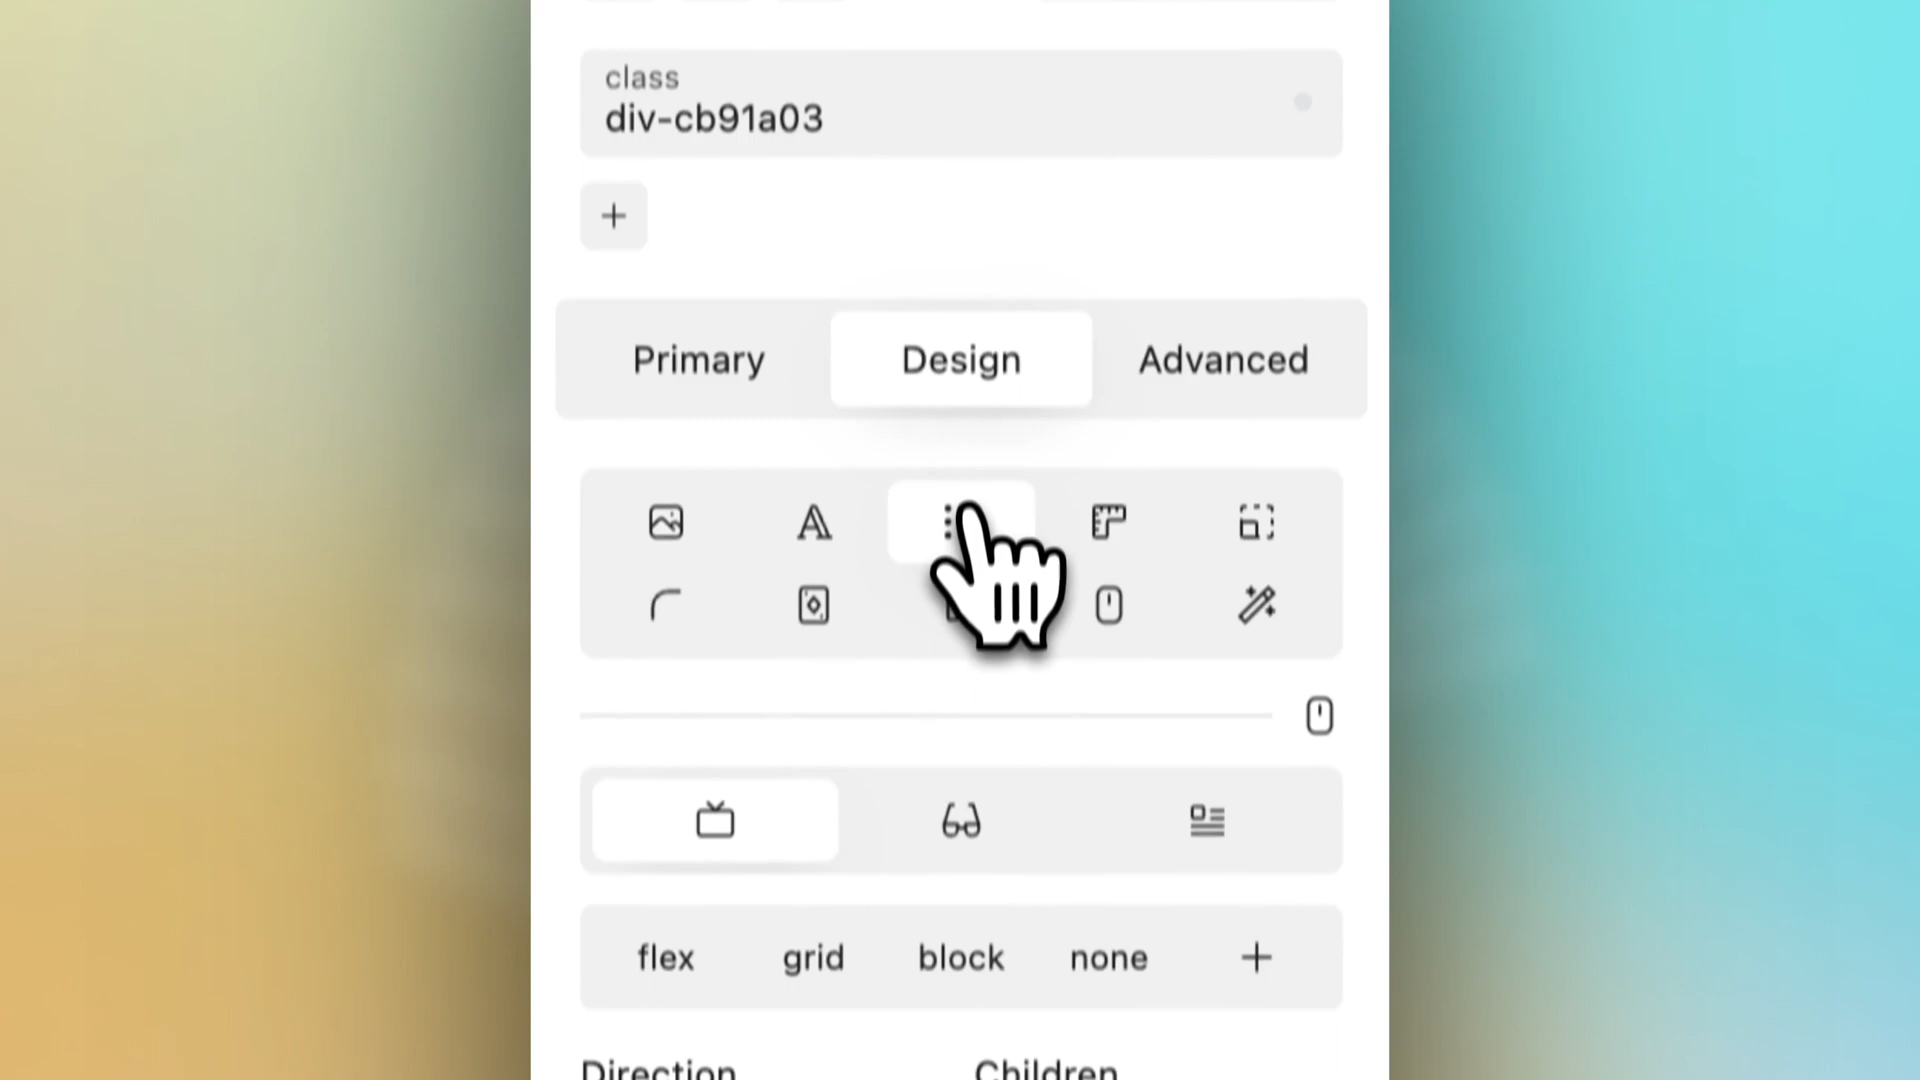 class
div-cb91a03
Primary Design Advanced
flex grid block none
Direction Children